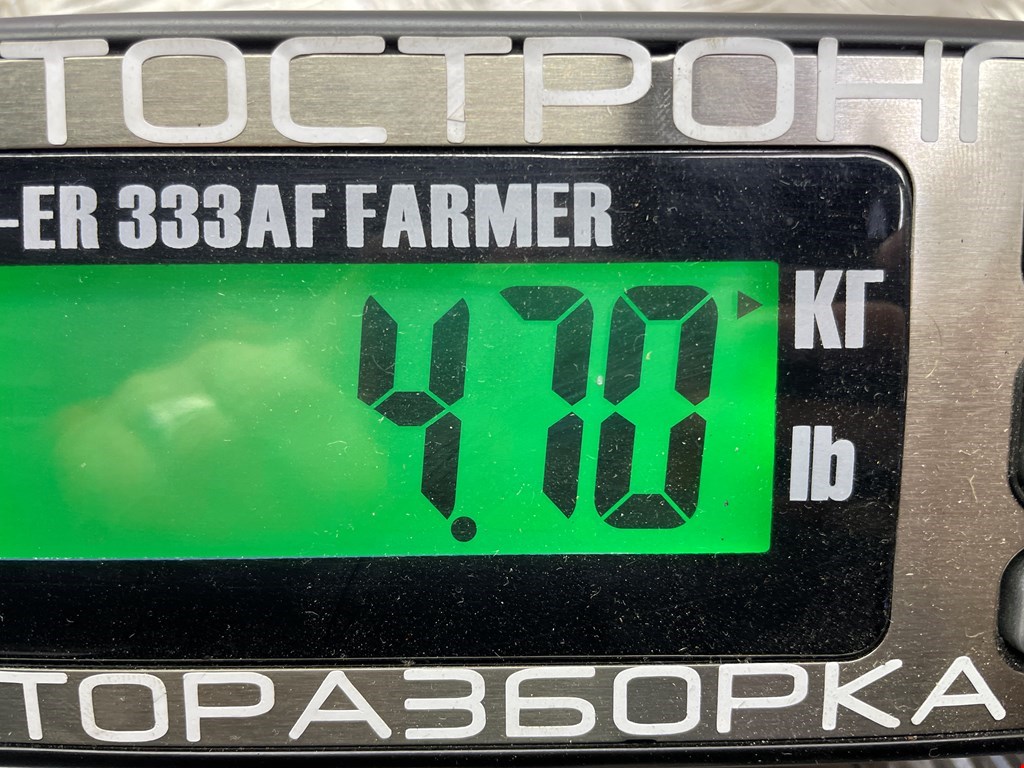 ТОСТРОНГ
-ER 333AF FARMER
4.70
КГ
lb
ТОРАЗБОРКА